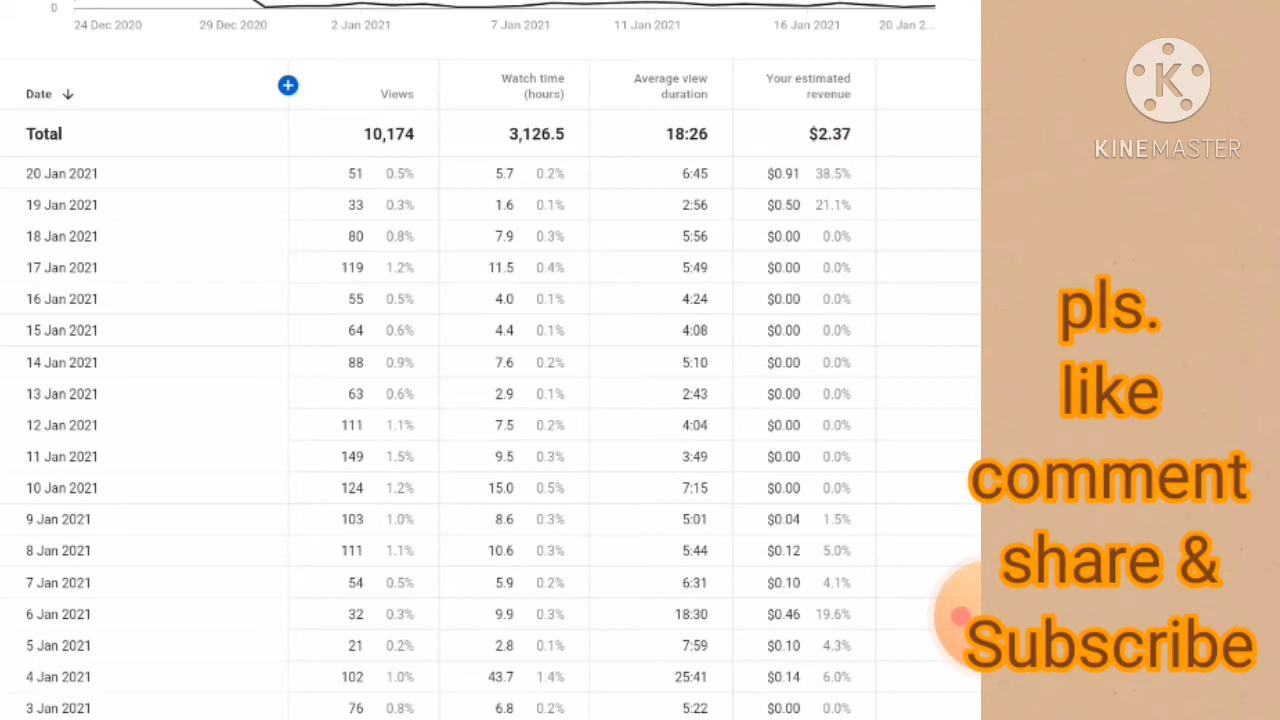 0
24 Dec 2020 29 Dec 2020 2 Jan 2021 7 Jan 2021 11 Jan 2021 16 Jan 2021 20 Jan 2...
Date Views Watch time (hours) Average view duration Your estimated revenue
Total 10,174 3,126.5 18:26 $2.37
20 Jan 2021 51 0.5% 5.7 0.2% 6:45 $0.91 38.5%
19 Jan 2021 33 0.3% 1.6 0.1% 2:56 $0.50 21.1%
18 Jan 2021 80 0.8% 7.9 0.3% 5:56 $0.00 0.0%
17 Jan 2021 119 1.2% 11.5 0.4% 5:49 $0.00 0.0%
16 Jan 2021 55 0.5% 4.0 0.1% 4:24 $0.00 0.0%
15 Jan 2021 64 0.6% 4.4 0.1% 4:08 $0.00 0.0%
14 Jan 2021 88 0.9% 7.6 0.2% 5:10 $0.00 0.0%
13 Jan 2021 63 0.6% 2.9 0.1% 2:43 $0.00 0.0%
12 Jan 2021 111 1.1% 7.5 0.2% 4:04 $0.00 0.0%
11 Jan 2021 149 1.5% 9.5 0.3% 3:49 $0.00 0.0%
10 Jan 2021 124 1.2% 15.0 0.5% 7:15 $0.00 0.0%
9 Jan 2021 103 1.0% 8.6 0.3% 5:01 $0.04 1.5%
8 Jan 2021 111 1.1% 10.6 0.3% 5:44 $0.12 5.0%
7 Jan 2021 54 0.5% 5.9 0.2% 6:31 $0.10 4.1%
6 Jan 2021 32 0.3% 9.9 0.3% 18:30 $0.46 19.6%
5 Jan 2021 21 0.2% 2.8 0.1% 7:59 $0.10 4.3%
4 Jan 2021 102 1.0% 43.7 1.4% 25:41 $0.14 6.0%
3 Jan 2021 76 0.8% 6.8 0.2% 5:22 $0.00 0.0%
K
KINEMASTER
pls.
like
comment
share &
Subscribe